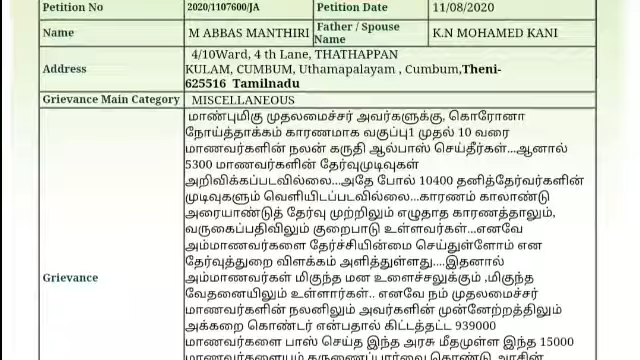 Petition No 2020/1107600/JA Petition Date 11/08/2020
Name M ABBAS MANTHIRI Father / Spouse Name K.N MOHAMED KANI
Address 4/10Ward, 4 th Lane, THATHAPPAN
KULAM, CUMBUM, Uthamapalayam , Cumbum,Theni-
625516 Tamilnadu
Grievance Main Category MISCELLANEOUS
Grievance
மாண்புமிகு முதலமைச்சர் அவர்களுக்கு, கொரோனா
நோய்த்தாக்கம் காரணமாக வகுப்பு1 முதல் 10 வரை
மாணவர்களின் நலன் கருதி ஆல்பாஸ் செய்தீர்கள்...ஆனால்
5300 மாணவர்களின் தேர்வுமுடிவுகள்
அறிவிக்கப்படவில்லை...அதே போல் 10400 தனித்தேர்வர்களின்
முடிவுகளும் வெளியிடப்படவில்லை...காரணம் காலாண்டு
அரையாண்டுத் தேர்வு முற்றிலும் எழுதாத காரணத்தாலும்,
வருகைப்பதிவிலும் குறைபாடு உள்ளவர்கள்...எனவே
அம்மாணவர்களை தேர்ச்சியின்மை செய்துள்ளோம் என
தேர்வுத்துறை விளக்கம் அளித்துள்ளது....இதனால்
அம்மாணவர்கள் மிகுந்த மன உளைச்சலுக்கும் ,மிகுந்த
வேதனையிலும் உள்ளார்கள்.. எனவே நம் முதலமைச்சர்
மாணவர்களின் நலனிலும் அவர்களின் முன்னேற்றத்திலும்
அக்கறை கொண்டர் என்பதால் கிட்டத்தட்ட 939000
மாணவர்களை பாஸ் செய்த இந்த அரசு மீதமுள்ள இந்த 15000
மாணவர்களையும் கருணைப்பார்வை கொண்டு அரசின்